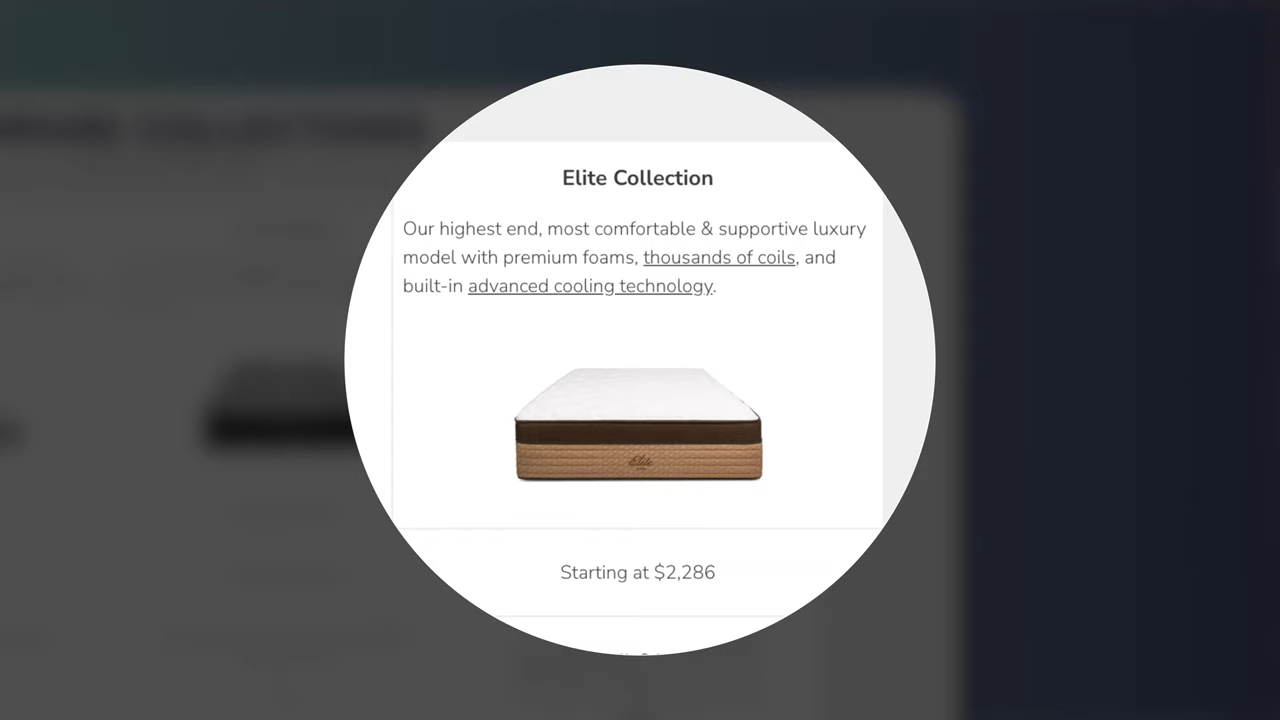 Elite Collection
Our highest end, most comfortable & supportive luxury
model with premium foams, thousands of coils, and
built-in advanced cooling technology.
Elite
Starting at $2,286